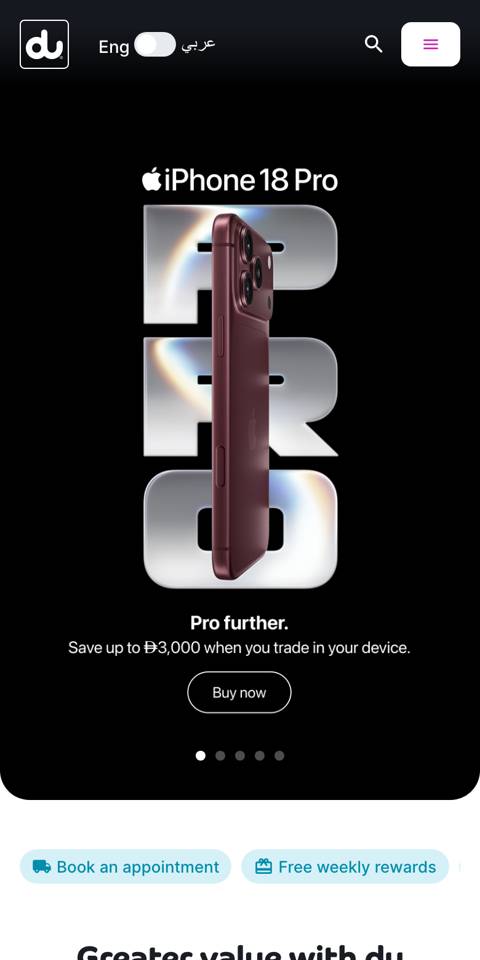 du
Eng عربي
iPhone 18 Pro
PRO
Pro further.
Save up to 3,000 when you trade in your device.
Buy now
Book an appointment
Free weekly rewards
Greater value with du